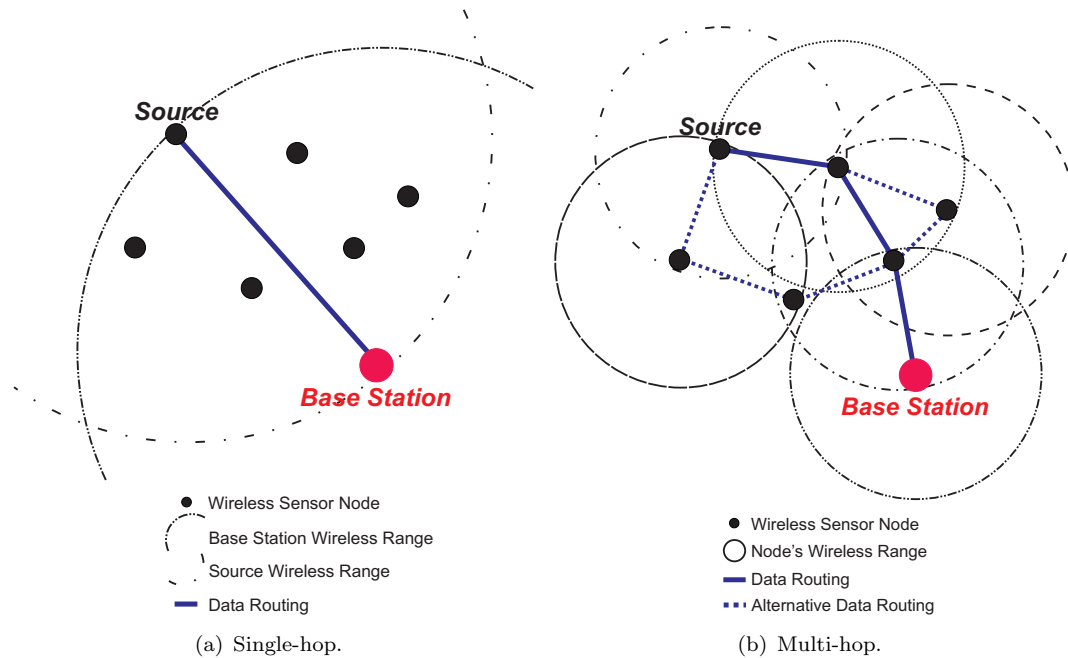 Source
Base Station
Wireless Sensor Node
Base Station Wireless Range
Source Wireless Range
Data Routing
(a) Single-hop.
Source
Base Station
Wireless Sensor Node
Node's Wireless Range
Data Routing
Alternative Data Routing
(b) Multi-hop.